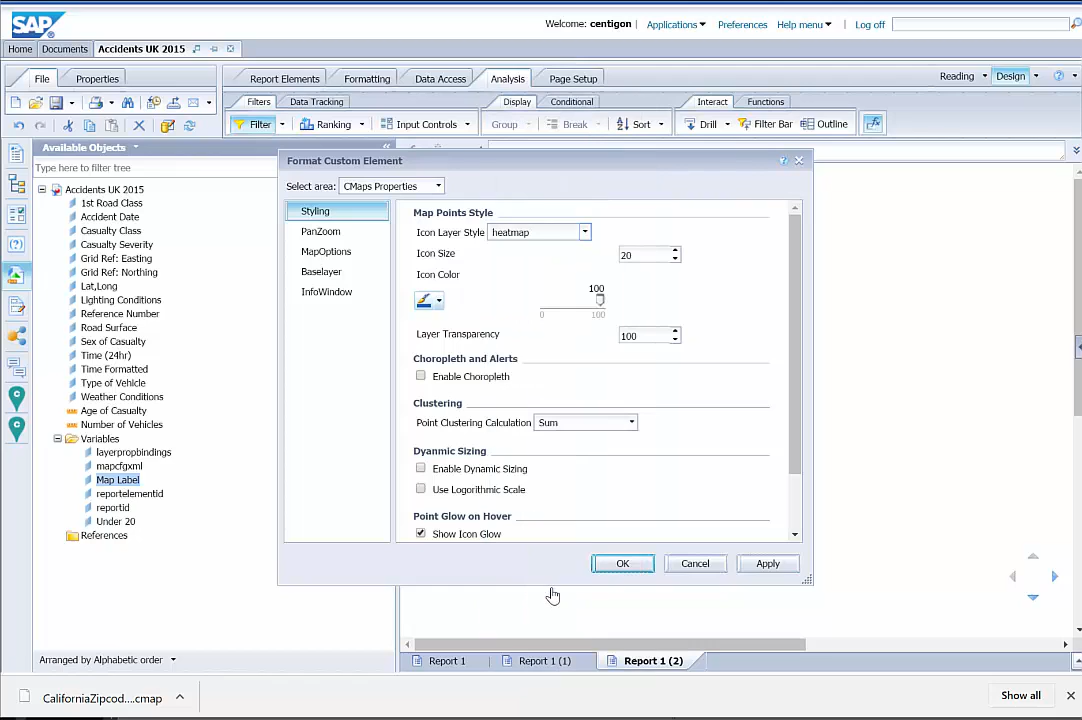 SAP
Welcome: centigon Applications Preferences Help menu Log off
Home Documents Accidents UK 2015
File Properties Report Elements Formatting Data Access Analysis Page Setup Reading Design
Filters Data Tracking Display Conditional Interact Functions
Filter Ranking Input Controls Group Break Sort Drill Filter Bar Outline
Available Objects
Type here to filter tree
Accidents UK 2015
1st Road Class
Accident Date
Casualty Class
Casualty Severity
Grid Ref: Easting
Grid Ref: Northing
Lat,Long
Lighting Conditions
Reference Number
Road Surface
Sex of Casualty
Time (24hr)
Time Formatted
Type of Vehicle
Weather Conditions
Age of Casualty
Number of Vehicles
Variables
layerpropbindings
mapcfgxml
Map Label
reportelementid
reportid
Under 20
References
Arranged by Alphabetic order
Format Custom Element
Select area: CMaps Properties
Styling
PanZoom
MapOptions
Baselayer
InfoWindow
Map Points Style
Icon Layer Style heatmap
Icon Size 20
Icon Color
100
0 100
Layer Transparency 100
Choropleth and Alerts
Enable Choropleth
Clustering
Point Clustering Calculation Sum
Dyanmic Sizing
Enable Dynamic Sizing
Use Logorithmic Scale
Point Glow on Hover
Show Icon Glow
OK Cancel Apply
Report 1 Report 1 (1) Report 1 (2)
CaliforniaZipcod....cmap Show all